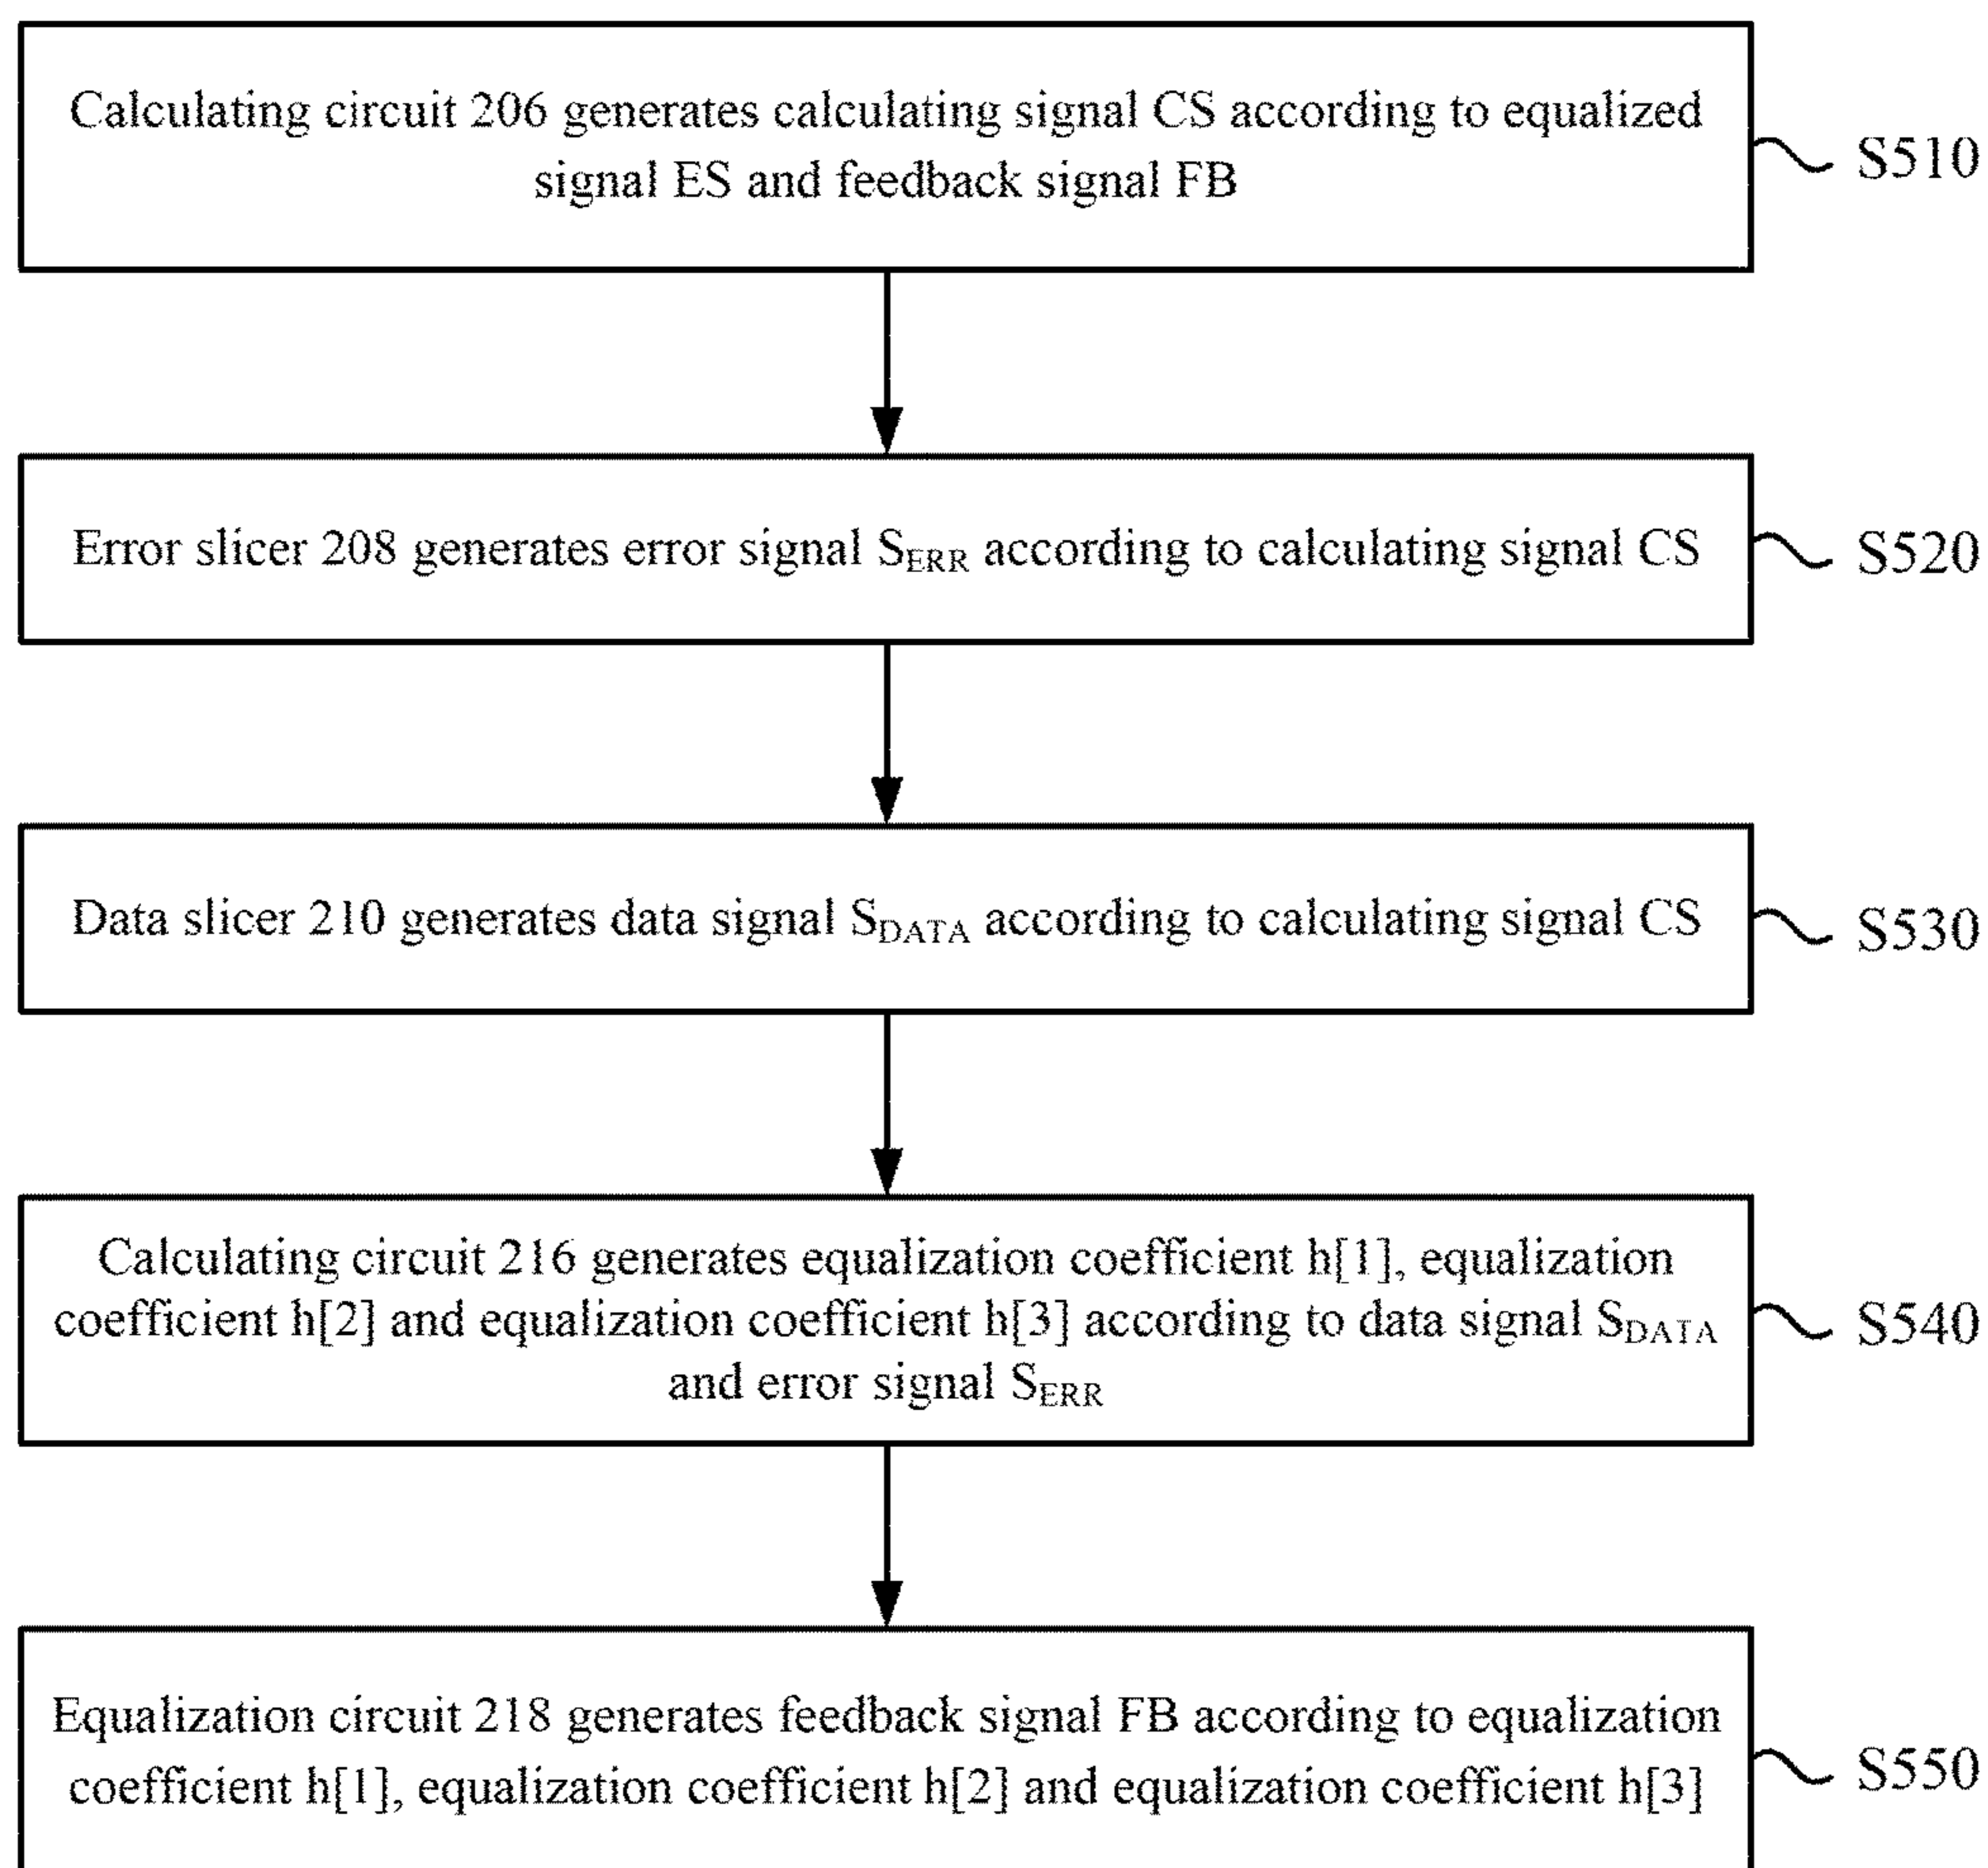 Calculating circuit 206 generates calculating signal CS according to equalized
signal ES and feedback signal FB
S510
Error slicer 208 generates error signal S_ERR according to calculating signal CS
S520
Data slicer 210 generates data signal S_DATA according to calculating signal CS
S530
Calculating circuit 216 generates equalization coefficient h[1], equalization
coefficient h[2] and equalization coefficient h[3] according to data signal S_DATA
and error signal S_ERR
S540
Equalization circuit 218 generates feedback signal FB according to equalization
coefficient h[1], equalization coefficient h[2] and equalization coefficient h[3]
S550